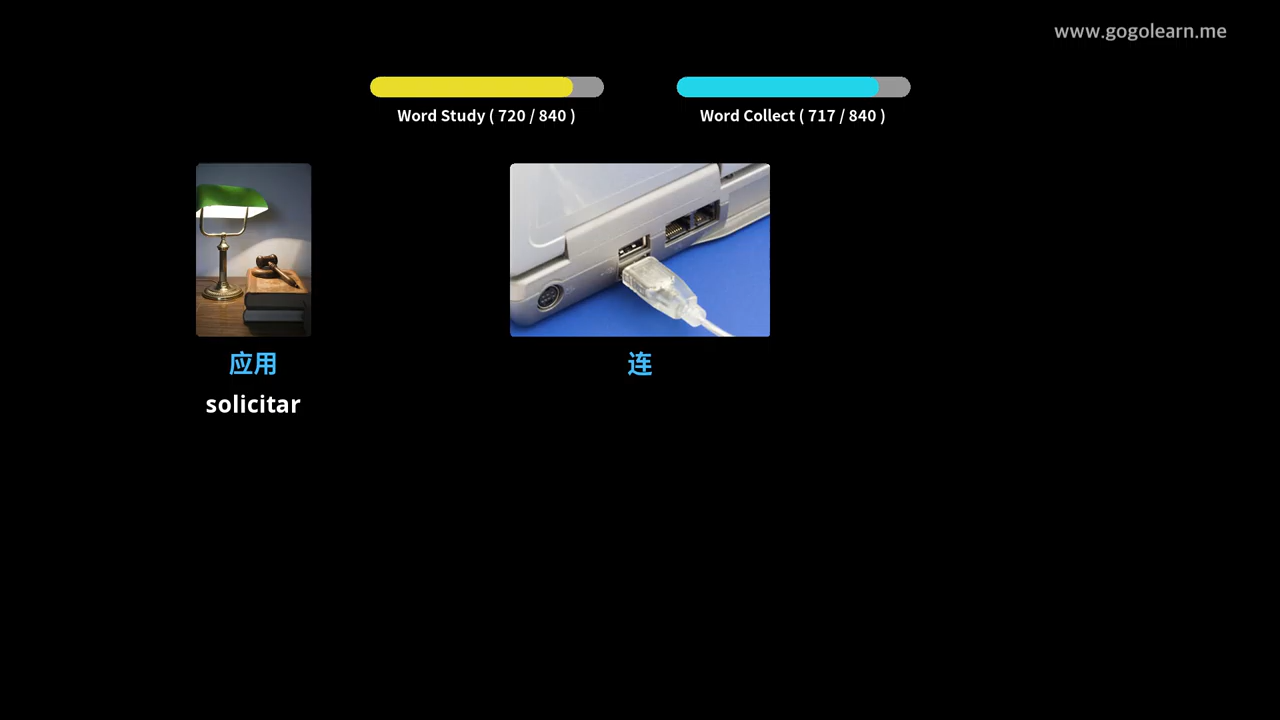 www.gogolearn.me
Word Study ( 720 / 840 )
Word Collect ( 717 / 840 )
应用
连
solicitar